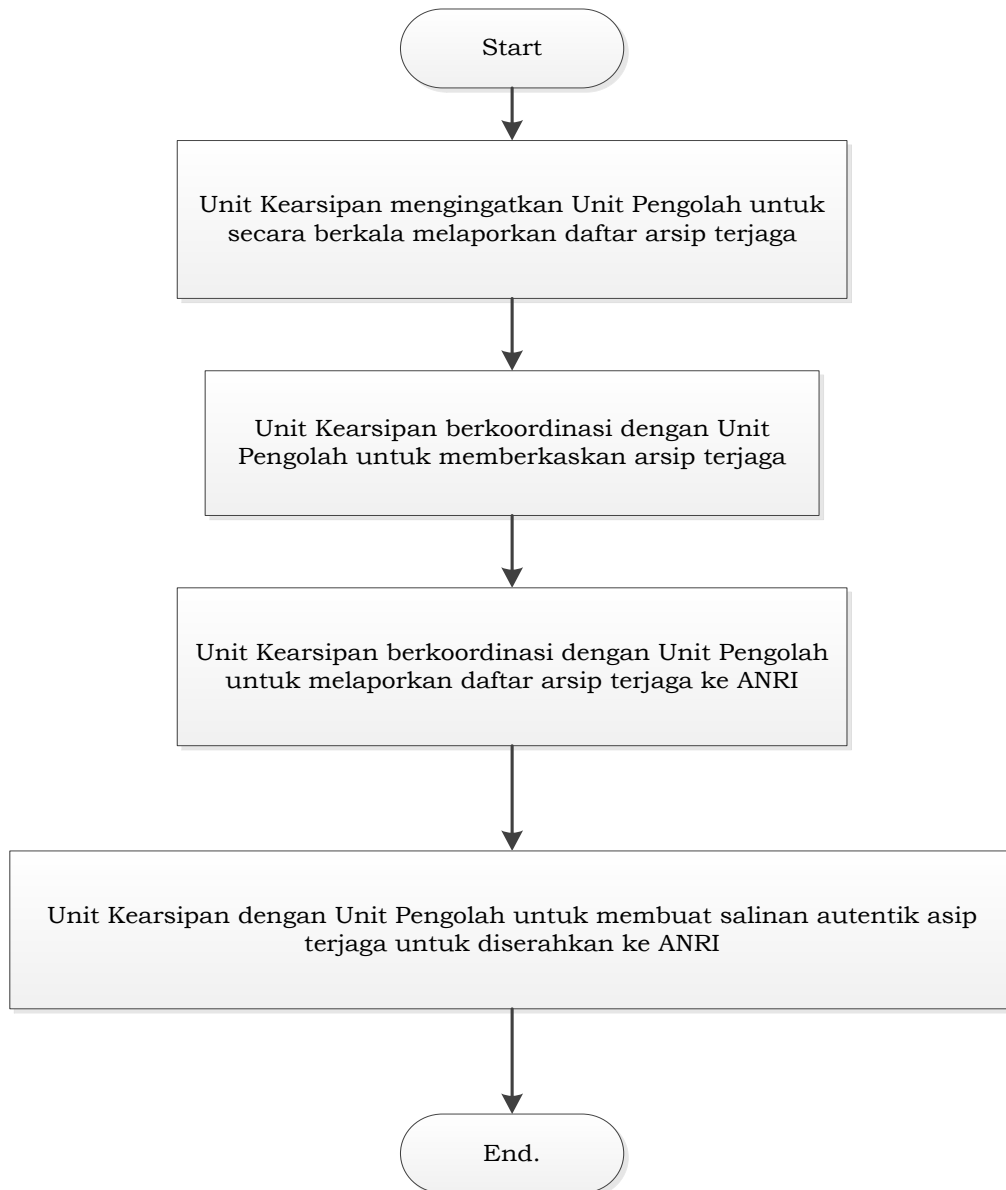 Start
Unit Kearsipan mengingatkan Unit Pengolah untuk
secara berkala melaporkan daftar arsip terjaga
Unit Kearsipan berkoordinasi dengan Unit
Pengolah untuk memberkaskan arsip terjaga
Unit Kearsipan berkoordinasi dengan Unit Pengolah
untuk melaporkan daftar arsip terjaga ke ANRI
Unit Kearsipan dengan Unit Pengolah untuk membuat salinan autentik asip
terjaga untuk diserahkan ke ANRI
End.